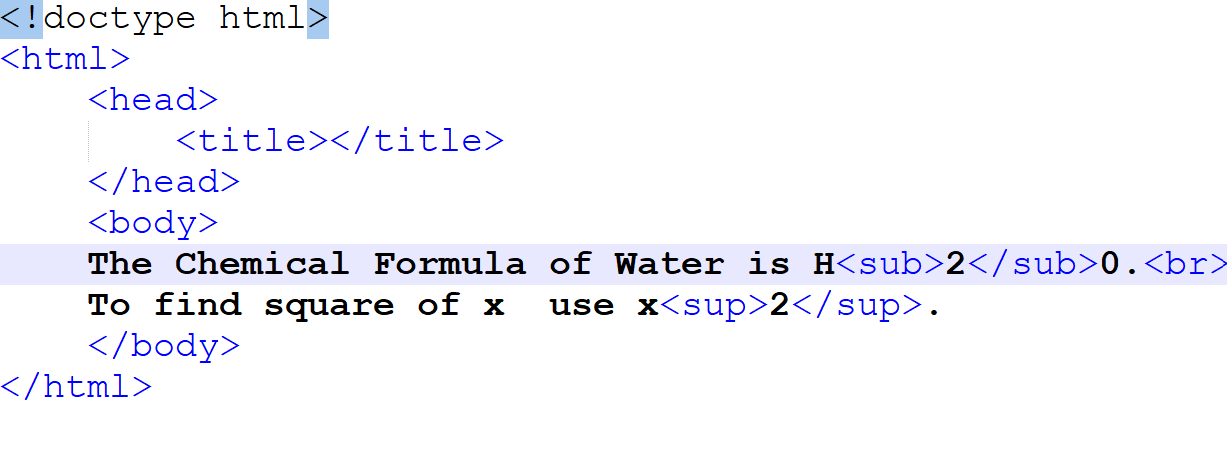 <!doctype html>
<html>
<head>
<title></title>
</head>
<body>
The Chemical Formula of Water is H<sub>2</sub>0.<br>
To find square of x  use x<sup>2</sup>.
</body>
</html>